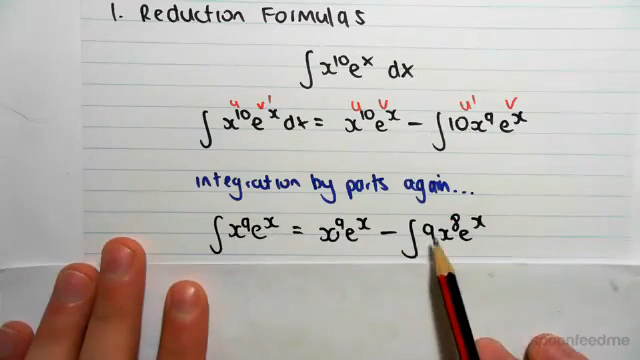 1. Reduction Formulas
∫x¹⁰eˣ dx
u v' u v u' v
∫x¹⁰eˣ dx = x¹⁰eˣ − ∫10x⁹eˣ
integration by parts again...
∫x⁹eˣ = x⁹eˣ − ∫9x⁸eˣ
spoonfeedme